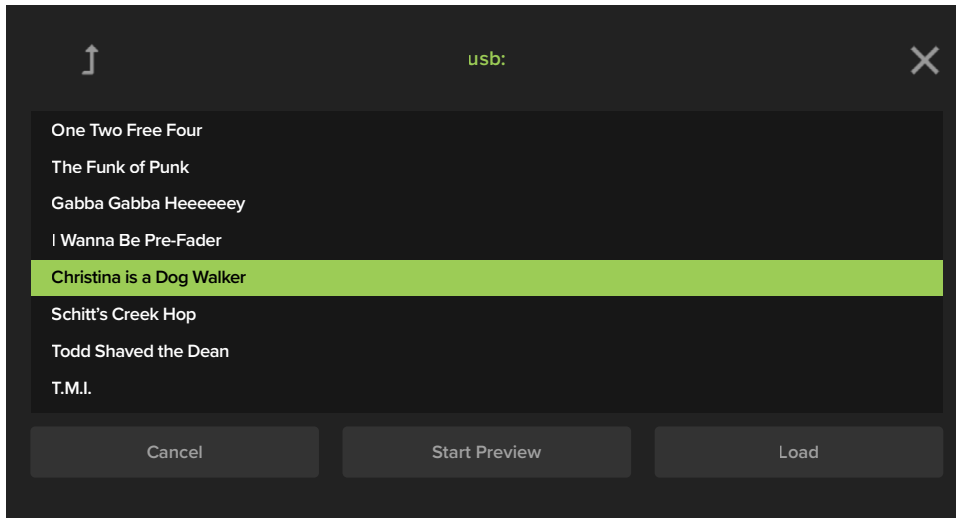 usb:
One Two Free Four
The Funk of Punk
Gabba Gabba Heeeeeey
I Wanna Be Pre-Fader
Christina is a Dog Walker
Schitt's Creek Hop
Todd Shaved the Dean
T.M.I.
Cancel Start Preview Load